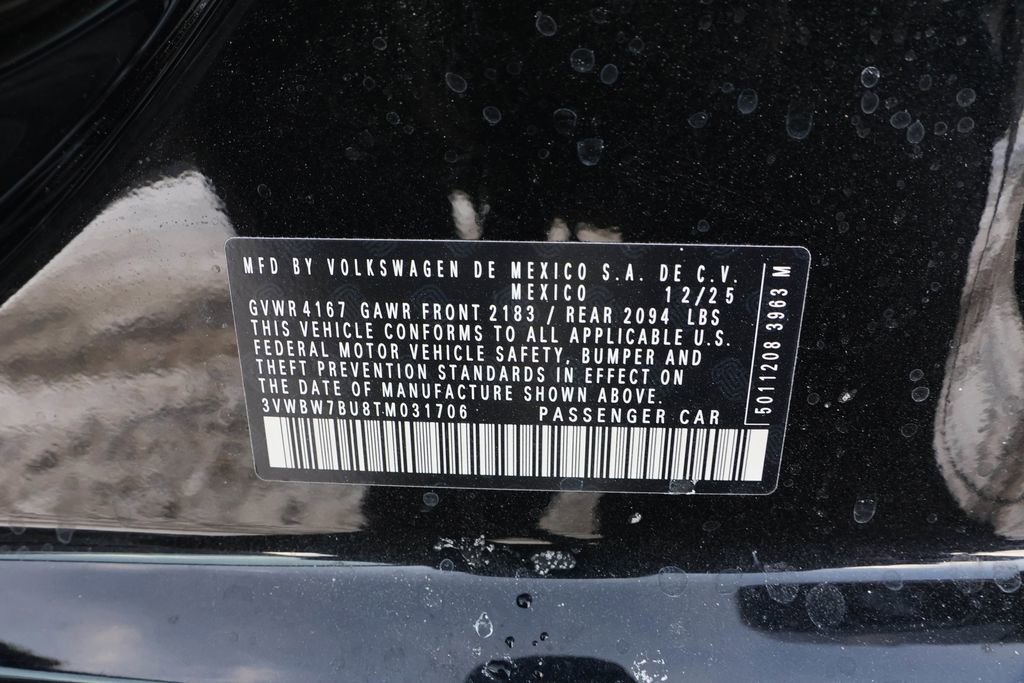 MFD BY VOLKSWAGEN DE MEXICO S.A. DE C.V.
MEXICO 12/25
GVWR 4167 GAWR FRONT 2183 / REAR 2094 LBS
THIS VEHICLE CONFORMS TO ALL APPLICABLE U.S.
FEDERAL MOTOR VEHICLE SAFETY, BUMPER AND
THEFT PREVENTION STANDARDS IN EFFECT ON
THE DATE OF MANUFACTURE SHOWN ABOVE.
3VWBW7BU8TM031706 PASSENGER CAR
5011208 3963 M